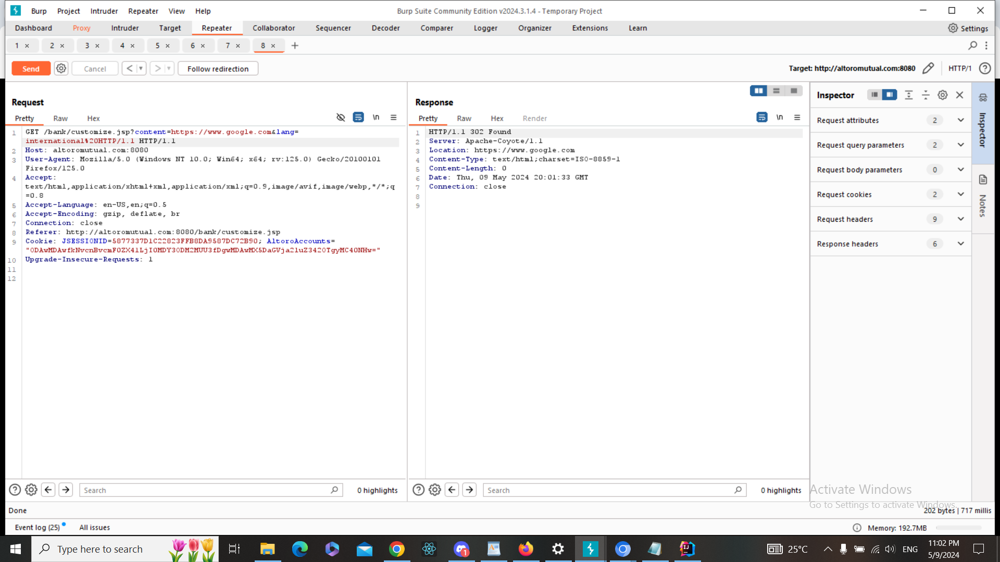 Burp Project Intruder Repeater View Help Burp Suite Community Edition v2024.3.1.4 - Temporary Project
Dashboard Proxy Intruder Target Repeater Collaborator Sequencer Decoder Comparer Logger Organizer Extensions Learn Settings
1 × 2 × 3 × 4 × 5 × 6 × 7 × 8 × +
Send Cancel < > Follow redirection Target: http://altoromutual.com:8080 HTTP/1
Request
Pretty Raw Hex \n
1 GET /bank/customize.jsp?content=https://www.google.com&lang=
international%20HTTP/1.1 HTTP/1.1
2 Host: altoromutual.com:8080
3 User-Agent: Mozilla/5.0 (Windows NT 10.0; Win64; x64; rv:125.0) Gecko/20100101
Firefox/125.0
4 Accept:
text/html,application/xhtml+xml,application/xml;q=0.9,image/avif,image/webp,*/*;q
=0.8
5 Accept-Language: en-US,en;q=0.5
6 Accept-Encoding: gzip, deflate, br
7 Connection: close
8 Referer: http://altoromutual.com:8080/bank/customize.jsp
9 Cookie: JSESSIONID=5877337D1C22823FFB8DA9587DC72B90; AltoroAccounts=
10 Upgrade-Insecure-Requests: 1
11
12
Search 0 highlights
Response
Pretty Raw Hex Render \n
1 HTTP/1.1 302 Found
2 Server: Apache-Coyote/1.1
3 Location: https://www.google.com
4 Content-Type: text/html;charset=ISO-8859-1
5 Content-Length: 0
6 Date: Thu, 09 May 2024 20:01:33 GMT
7 Connection: close
8
9
Search 0 highlights
Inspector
Request attributes 2
Request query parameters 2
Request body parameters 0
Request cookies 2
Request headers 9
Response headers 6
Inspector
Notes
Activate Windows
Go to Settings to activate Windows.
Done 202 bytes | 717 millis
Event log (25) All issues Memory: 192.7MB
Type here to search 1 25°C ENG 11:02 PM
5/9/2024